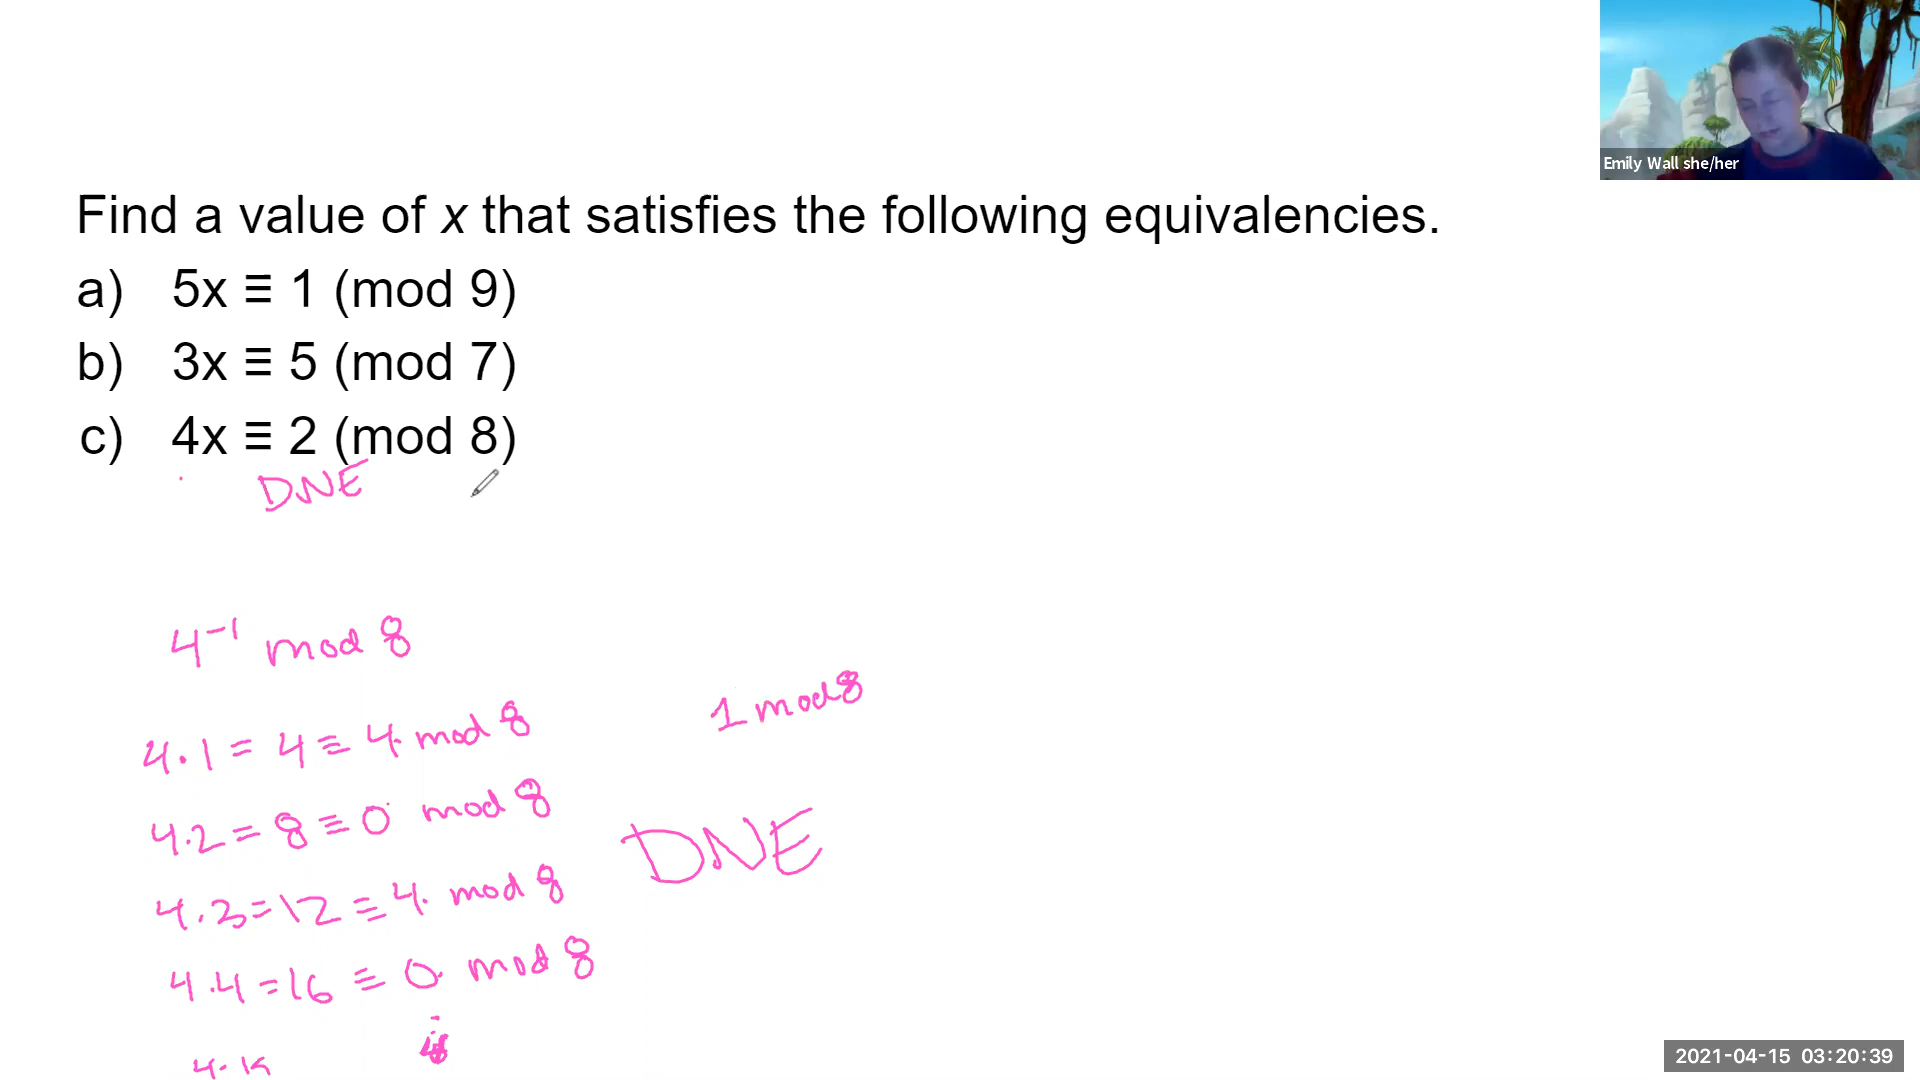 Emily Wall she/her
Find a value of x that satisfies the following equivalencies.
a) 5x ≡ 1 (mod 9)
b) 3x ≡ 5 (mod 7)
c) 4x ≡ 2 (mod 8)
DNE
4⁻¹ mod 8
1 mod 8
4·1 = 4 ≡ 4 mod 8
4·2 = 8 ≡ 0 mod 8
DNE
4·3 = 12 ≡ 4 mod 8
4·4 = 16 ≡ 0 mod 8
2021-04-15 03:20:39